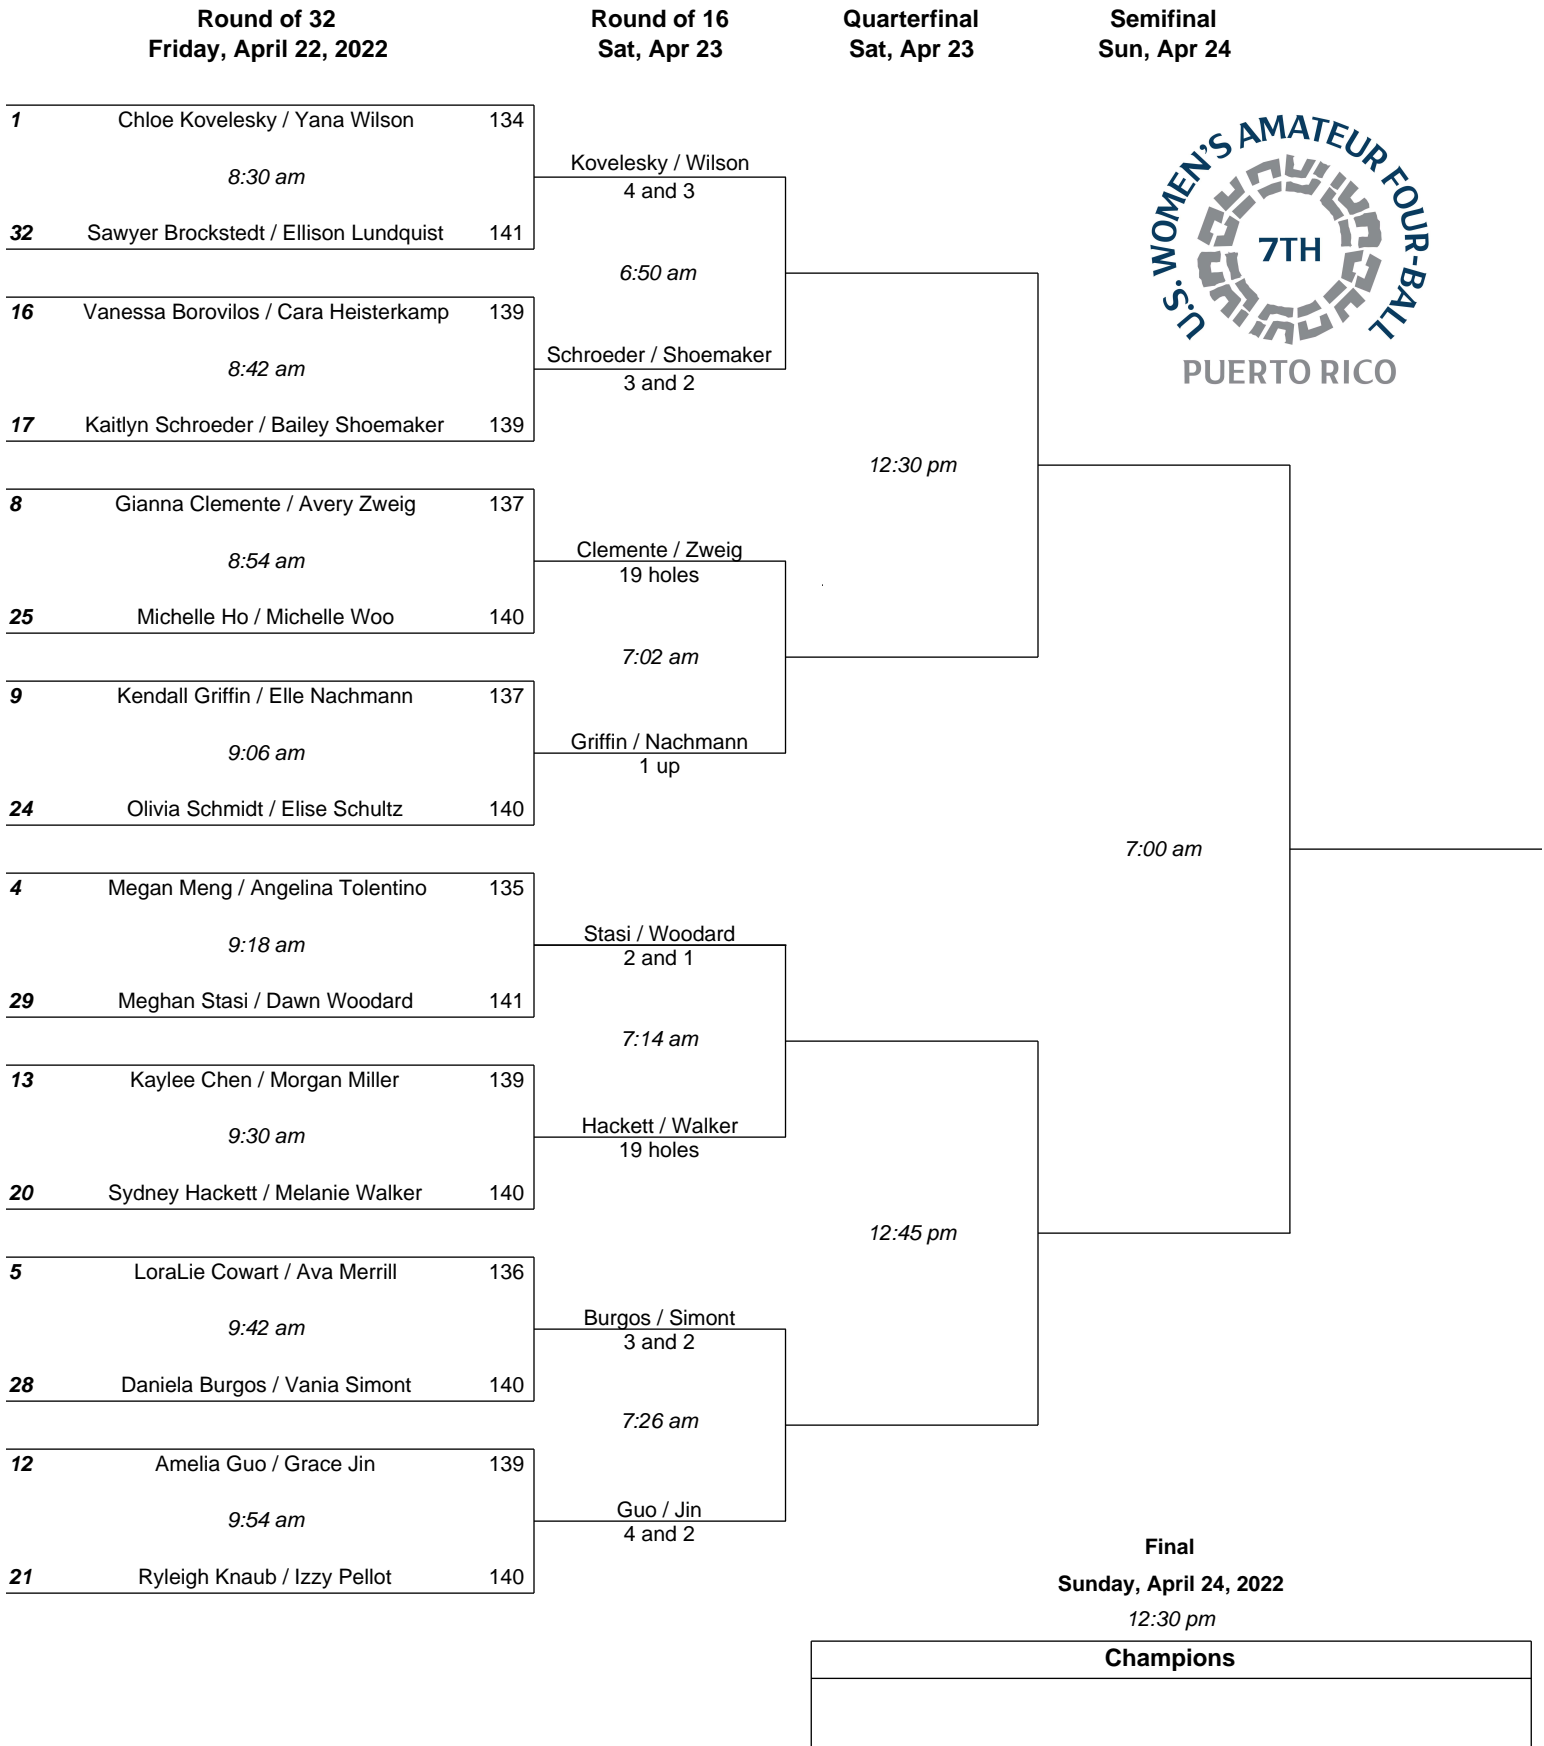 Round of 32
Friday, April 22, 2022
Round of 16
Sat, Apr 23
Quarterfinal
Sat, Apr 23
Semifinal
Sun, Apr 24
U.S. WOMEN'S AMATEUR FOUR-BALL
7TH
PUERTO RICO
1 Chloe Kovelesky / Yana Wilson 134
8:30 am
32 Sawyer Brockstedt / Ellison Lundquist 141
Kovelesky / Wilson
4 and 3
6:50 am
16 Vanessa Borovilos / Cara Heisterkamp 139
8:42 am
17 Kaitlyn Schroeder / Bailey Shoemaker 139
Schroeder / Shoemaker
3 and 2
12:30 pm
8 Gianna Clemente / Avery Zweig 137
8:54 am
25 Michelle Ho / Michelle Woo 140
Clemente / Zweig
19 holes
7:02 am
9 Kendall Griffin / Elle Nachmann 137
9:06 am
24 Olivia Schmidt / Elise Schultz 140
Griffin / Nachmann
1 up
7:00 am
4 Megan Meng / Angelina Tolentino 135
9:18 am
29 Meghan Stasi / Dawn Woodard 141
Stasi / Woodard
2 and 1
7:14 am
13 Kaylee Chen / Morgan Miller 139
9:30 am
20 Sydney Hackett / Melanie Walker 140
Hackett / Walker
19 holes
12:45 pm
5 LoraLie Cowart / Ava Merrill 136
9:42 am
28 Daniela Burgos / Vania Simont 140
Burgos / Simont
3 and 2
7:26 am
12 Amelia Guo / Grace Jin 139
9:54 am
21 Ryleigh Knaub / Izzy Pellot 140
Guo / Jin
4 and 2
Final
Sunday, April 24, 2022
12:30 pm
Champions